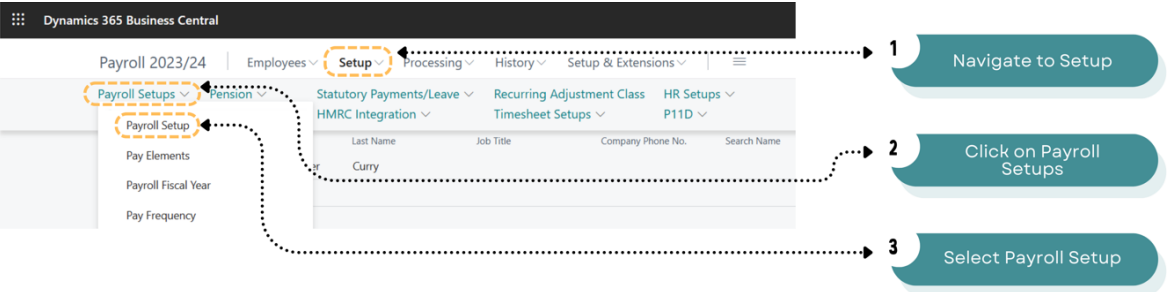 Dynamics 365 Business Central
Payroll 2023/24 Employees Setup Processing History Setup & Extensions
Payroll Setups Pension Statutory Payments/Leave Recurring Adjustment Class HR Setups
HMRC Integration Timesheet Setups P11D
Payroll Setup
Last Name Job Title Company Phone No. Search Name
Pay Elements
er Curry
Payroll Fiscal Year
Pay Frequency
1 Navigate to Setup
2 Click on Payroll
Setups
3 Select Payroll Setup